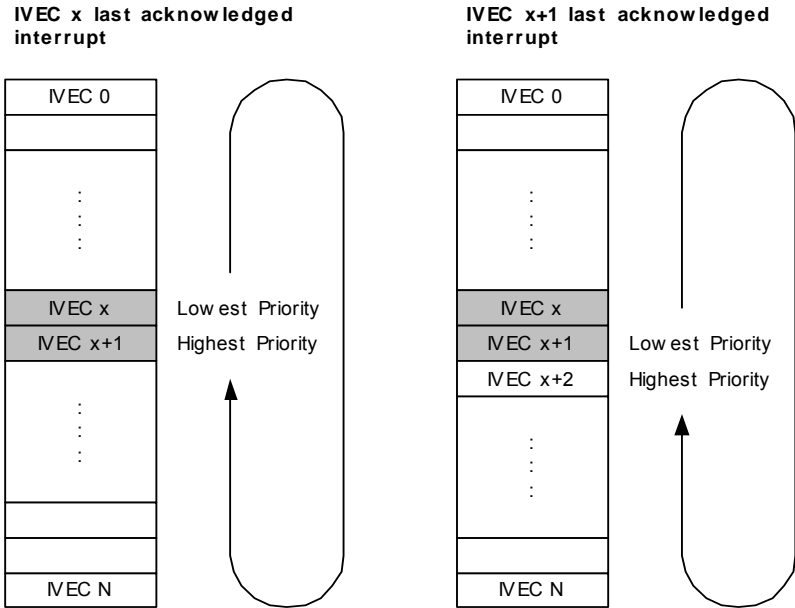 IVEC x last acknowledged
interrupt
IVEC 0
:
:
IVEC x
Lowest Priority
IVEC x+1
Highest Priority
:
:
IVEC N
IVEC x+1 last acknowledged
interrupt
IVEC 0
:
:
IVEC x
IVEC x+1
Lowest Priority
IVEC x+2
Highest Priority
:
:
IVEC N